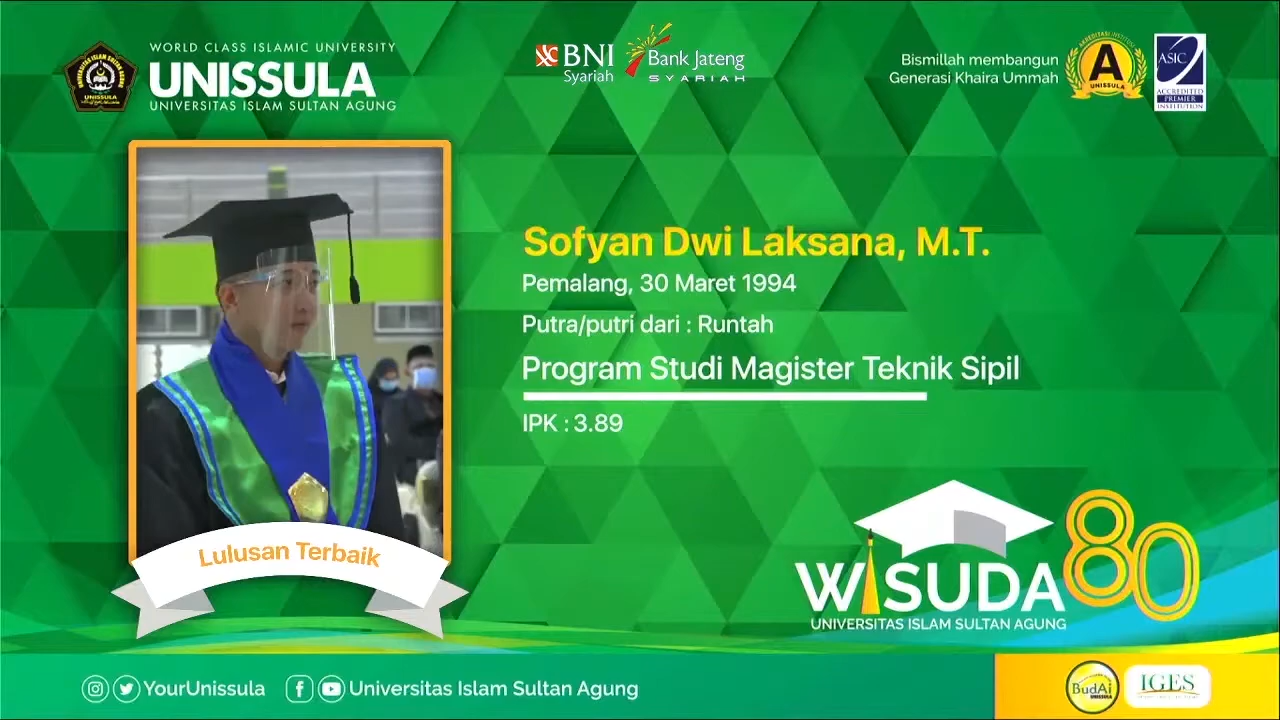 WORLD CLASS ISLAMIC UNIVERSITY
UNISSULA
UNIVERSITAS ISLAM SULTAN AGUNG
UNISSULA
BNI
Syariah
Bank Jateng
SYARIAH
Bismillah membangun
Generasi Khaira Ummah
A
UNISSULA
ASIC
ACCREDITED
PREMIER
INSTITUTION
Sofyan Dwi Laksana, M.T.
Pemalang, 30 Maret 1994
Putra/putri dari : Runtah
Program Studi Magister Teknik Sipil
IPK : 3.89
Lulusan Terbaik
WISUDA 80
UNIVERSITAS ISLAM SULTAN AGUNG
YourUnissula
Universitas Islam Sultan Agung
BudAi
UNISSULA
IGES